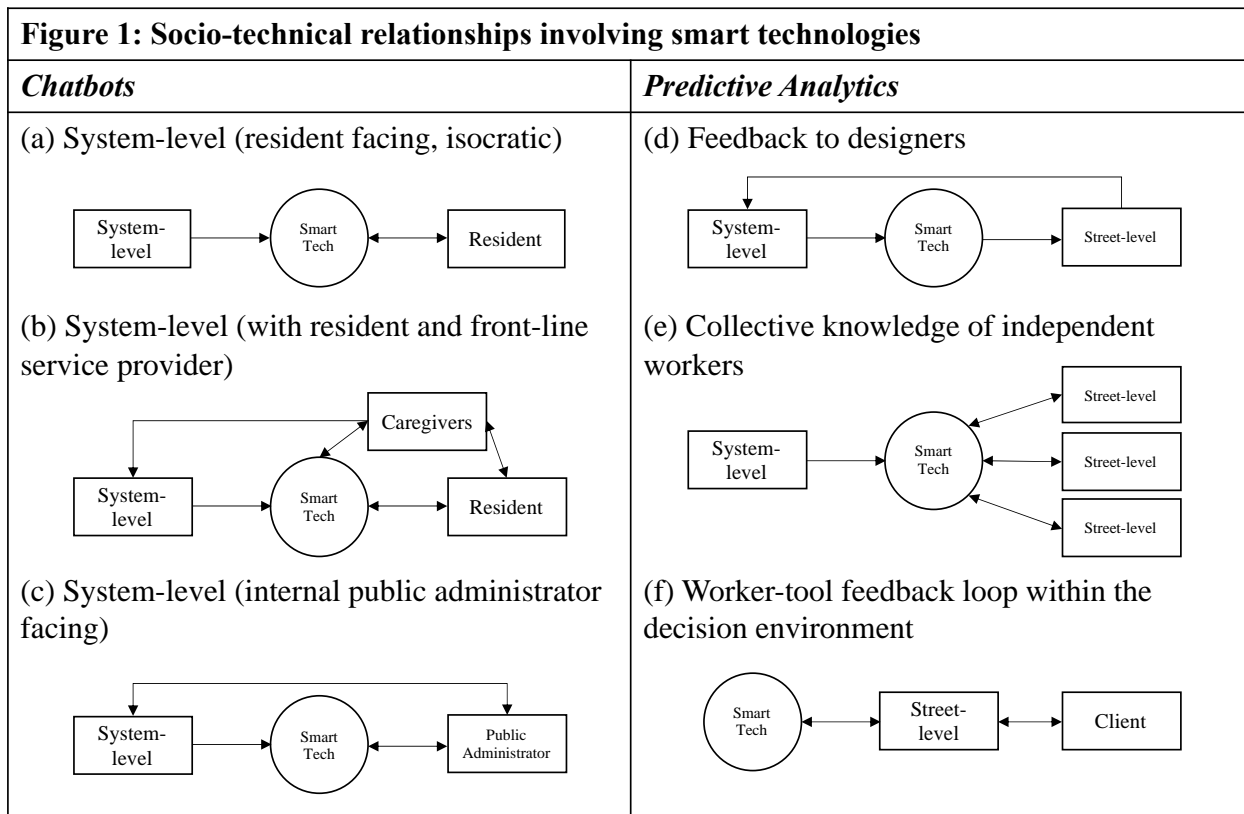 Figure 1: Socio-technical relationships involving smart technologies
Chatbots
(a) System-level (resident facing, isocratic)
System-
level
Smart
Tech
Resident
(b) System-level (with resident and front-line
service provider)
Caregivers
System-
level
Smart
Tech
Resident
(c) System-level (internal public administrator
facing)
System-
level
Smart
Tech
Public
Administrator
Predictive Analytics
(d) Feedback to designers
System-
level
Smart
Tech
Street-level
(e) Collective knowledge of independent
workers
System-
level
Smart
Tech
Street-level
Street-level
Street-level
(f) Worker-tool feedback loop within the
decision environment
Smart
Tech
Street-
level
Client